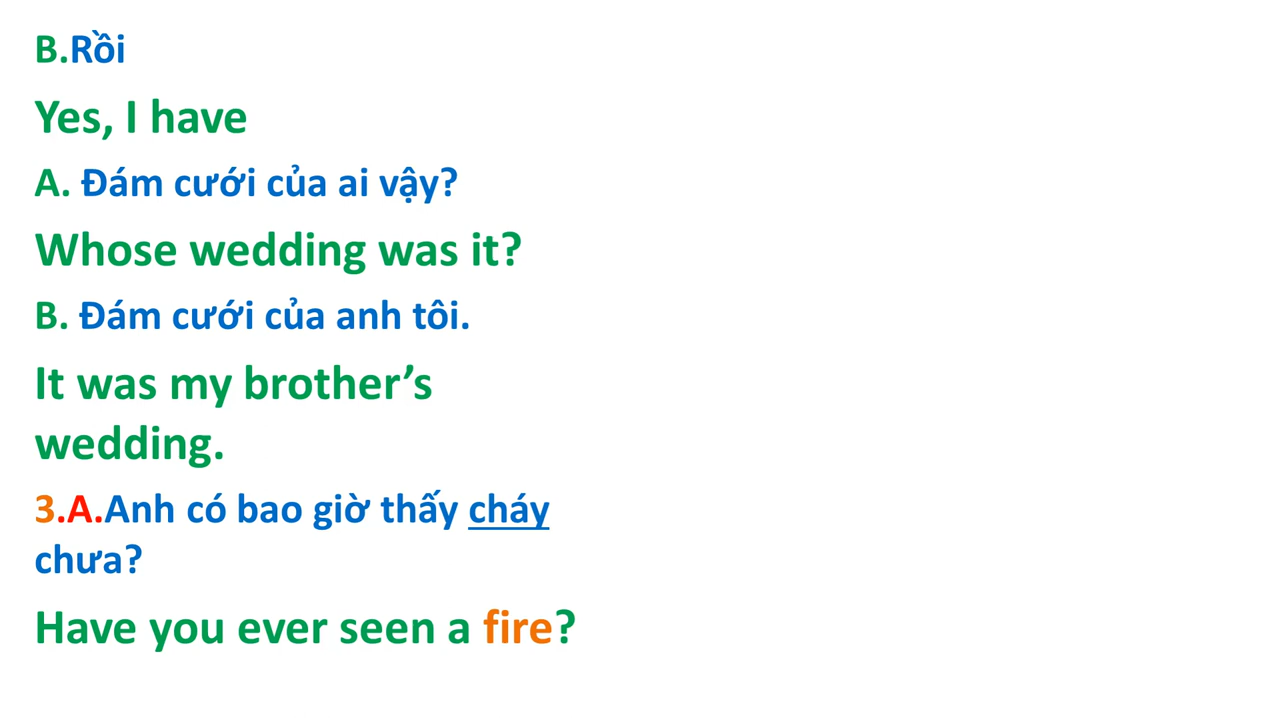 B.Rồi
Yes, I have
A. Đám cưới của ai vậy?
Whose wedding was it?
B. Đám cưới của anh tôi.
It was my brother’s
wedding.
3.A.Anh có bao giờ thấy cháy
chưa?
Have you ever seen a fire?